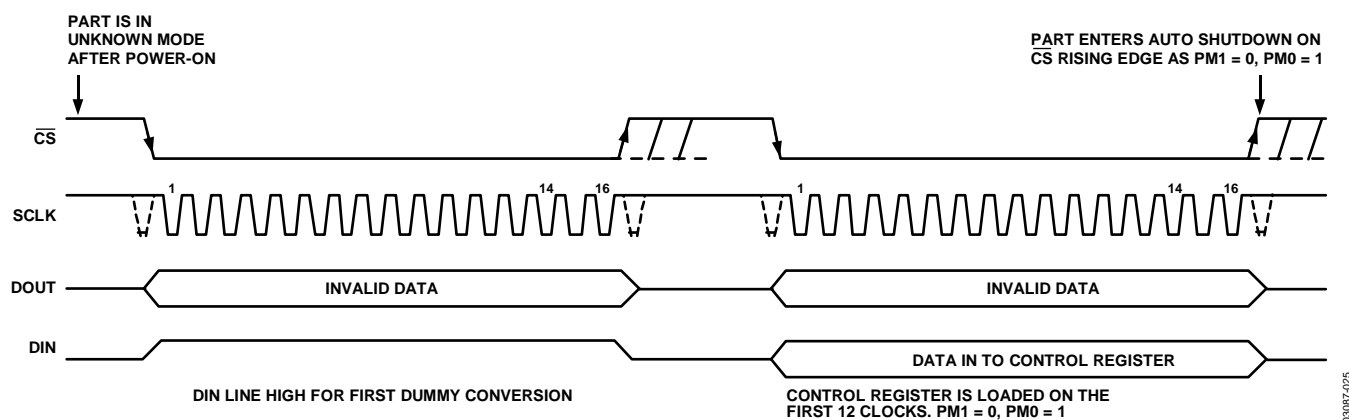 PART IS IN
UNKNOWN MODE
AFTER POWER-ON
PART ENTERS AUTO SHUTDOWN ON
CS RISING EDGE AS PM1 = 0, PM0 = 1
CS
1 14 16 1 14 16
SCLK
DOUT INVALID DATA INVALID DATA
DIN DATA IN TO CONTROL REGISTER
DIN LINE HIGH FOR FIRST DUMMY CONVERSION
CONTROL REGISTER IS LOADED ON THE
FIRST 12 CLOCKS. PM1 = 0, PM0 = 1
03087-025